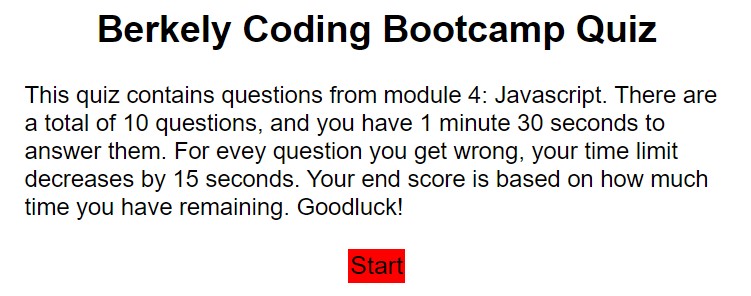 Berkely Coding Bootcamp Quiz
This quiz contains questions from module 4: Javascript. There are
a total of 10 questions, and you have 1 minute 30 seconds to
answer them. For evey question you get wrong, your time limit
decreases by 15 seconds. Your end score is based on how much
time you have remaining. Goodluck!
Start